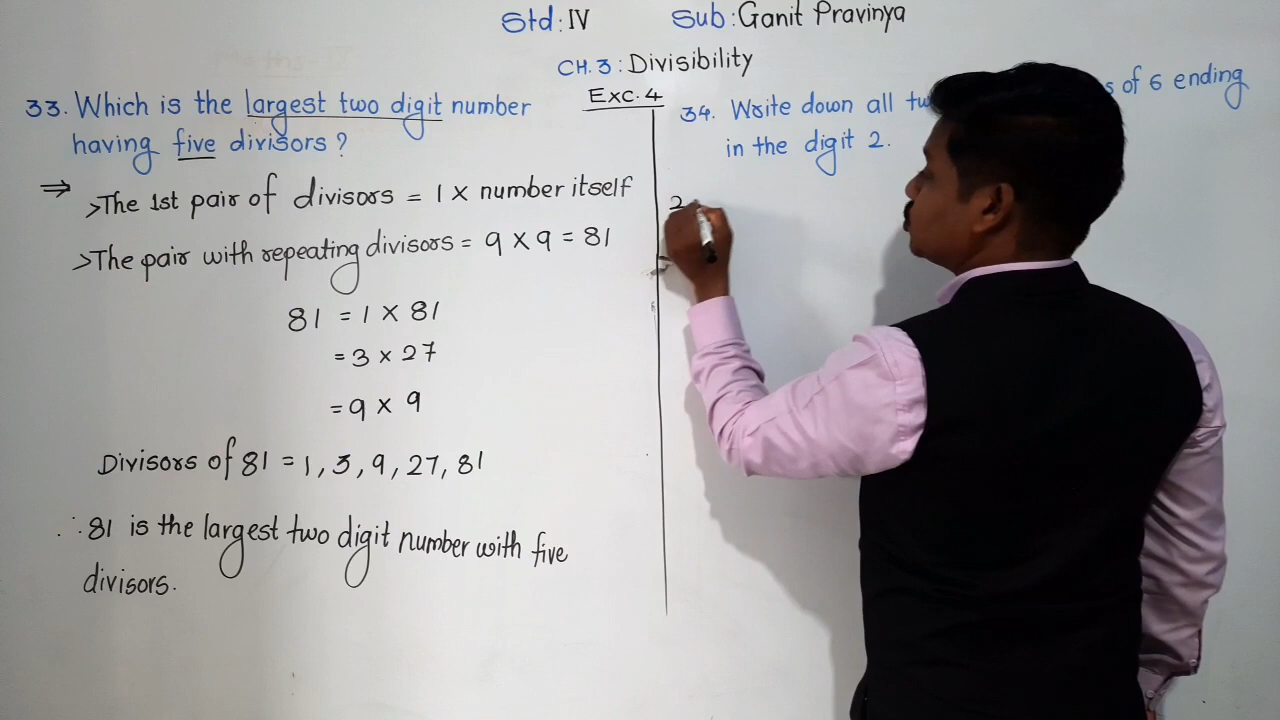 Std: IV Sub: Ganit Pravinya
CH. 3: Divisibility
Exc. 4
33. Which is the largest two digit number
having five divisors?
⇒ >The 1st pair of divisors = 1 × number itself
>The pair with repeating divisors = 9 × 9 = 81
81 = 1 × 81
= 3 × 27
= 9 × 9
Divisors of 81 = 1, 3, 9, 27, 81
∴ 81 is the largest two digit number with five
divisors.
34. Write down all s of 6 ending
in the digit 2.
2